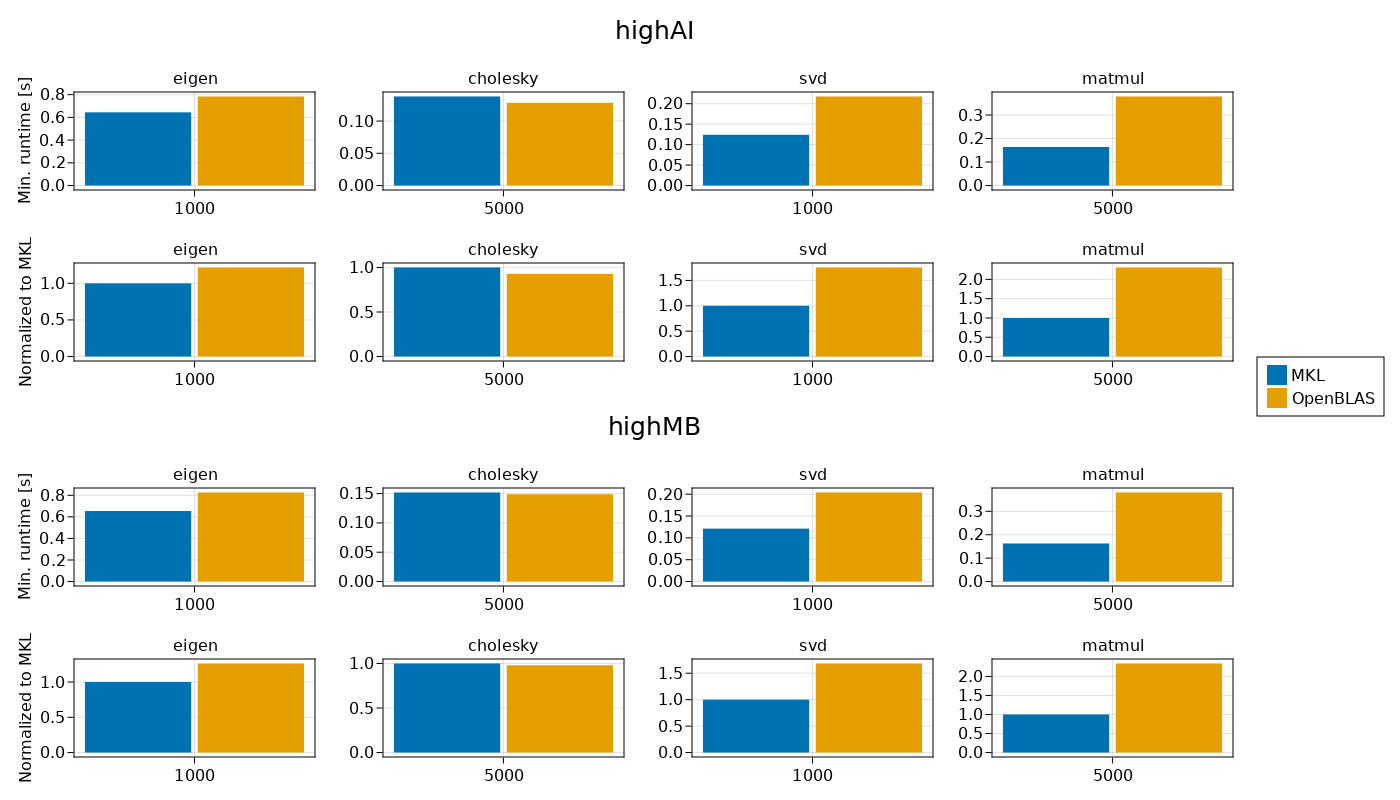 highAI
eigen cholesky svd matmul
Min. runtime [s]
0.8 0.6 0.4 0.2 0.0
0.10 0.05 0.00
0.20 0.15 0.10 0.05 0.00
0.3 0.2 0.1 0.0
1000 5000 1000 5000
eigen cholesky svd matmul
Normalized to MKL
1.0 0.5 0.0
1.0 0.5 0.0
1.5 1.0 0.5 0.0
2.0 1.5 1.0 0.5 0.0
1000 5000 1000 5000
MKL
OpenBLAS
highMB
eigen cholesky svd matmul
Min. runtime [s]
0.8 0.6 0.4 0.2 0.0
0.15 0.10 0.05 0.00
0.20 0.15 0.10 0.05 0.00
0.3 0.2 0.1 0.0
1000 5000 1000 5000
eigen cholesky svd matmul
Normalized to MKL
1.0 0.5 0.0
1.0 0.5 0.0
1.5 1.0 0.5 0.0
2.0 1.5 1.0 0.5 0.0
1000 5000 1000 5000